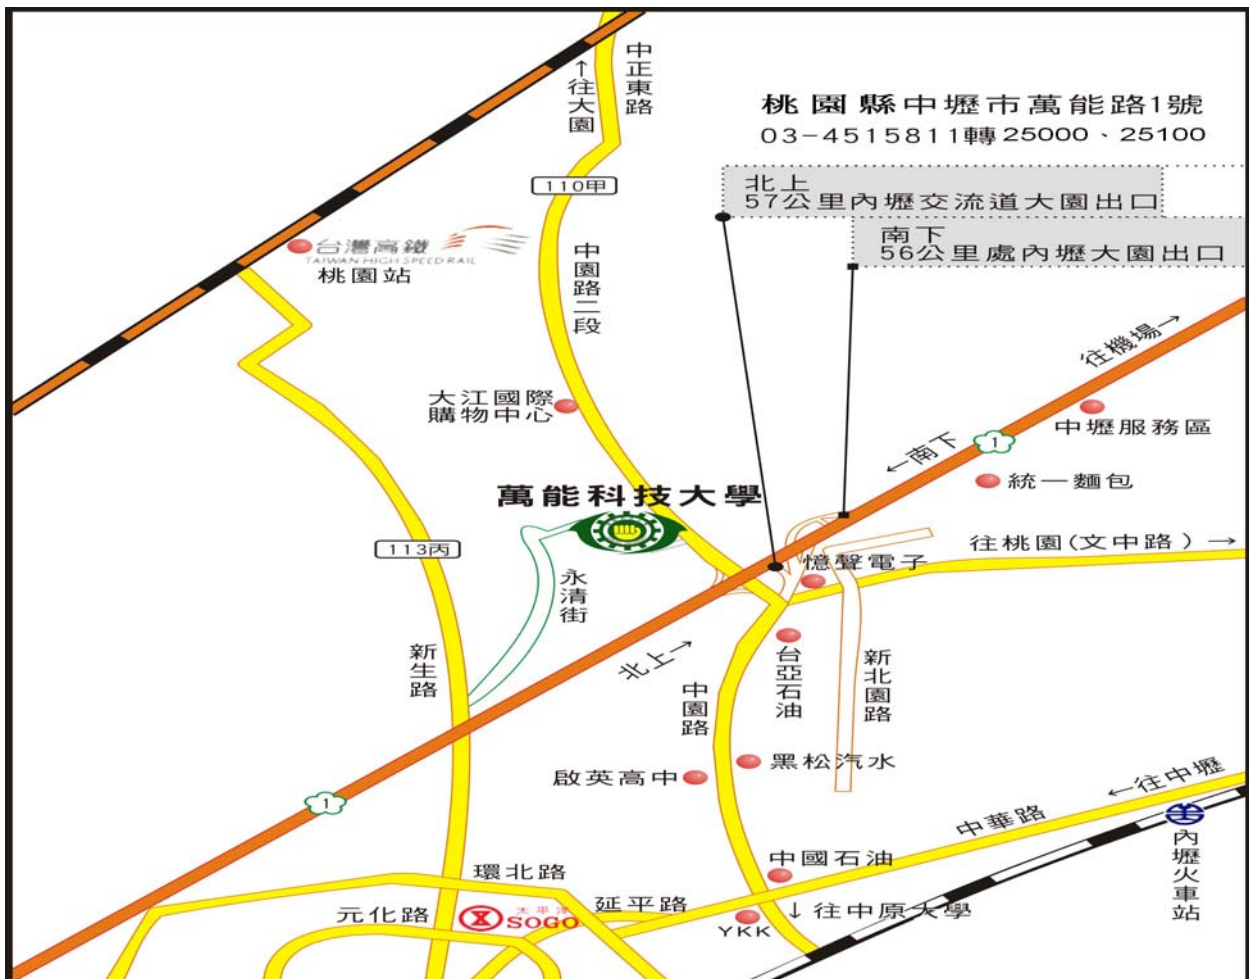 中正東路
↑往大園
桃園縣中壢市萬能路1號
03-4515811轉25000、25100
110甲
北上
57公里內壢交流道大園出口
南下
56公里處內壢大園出口
台灣高鐵
TAIWAN HIGH SPEED RAIL
桃園站
中園路二段
往機場→
大江國際
購物中心
中壢服務區
1
←南下
統一麵包
萬能科技大學
113丙
往桃園(文中路)→
憶聲電子
永清街
新生路
北上→
台亞石油
新北園路
中園路
黑松汽水
啟英高中
1
←往中壢
中華路
內壢火車站
中國石油
環北路
元化路
太平洋
SOGO
延平路
YKK
↓往中原大學